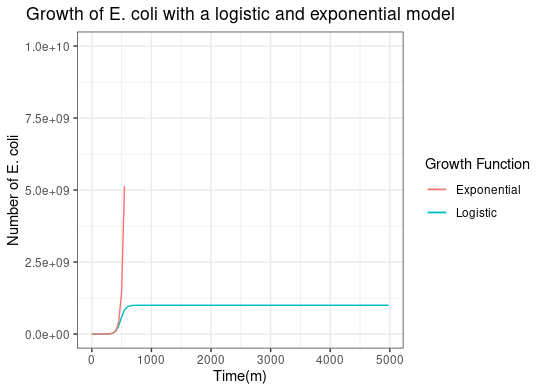 Growth of E. coli with a logistic and exponential model
1.0e+10
7.5e+09
5.0e+09
2.5e+09
0.0e+00
Number of E. coli
0 1000 2000 3000 4000 5000
Time(m)
Growth Function
Exponential
Logistic